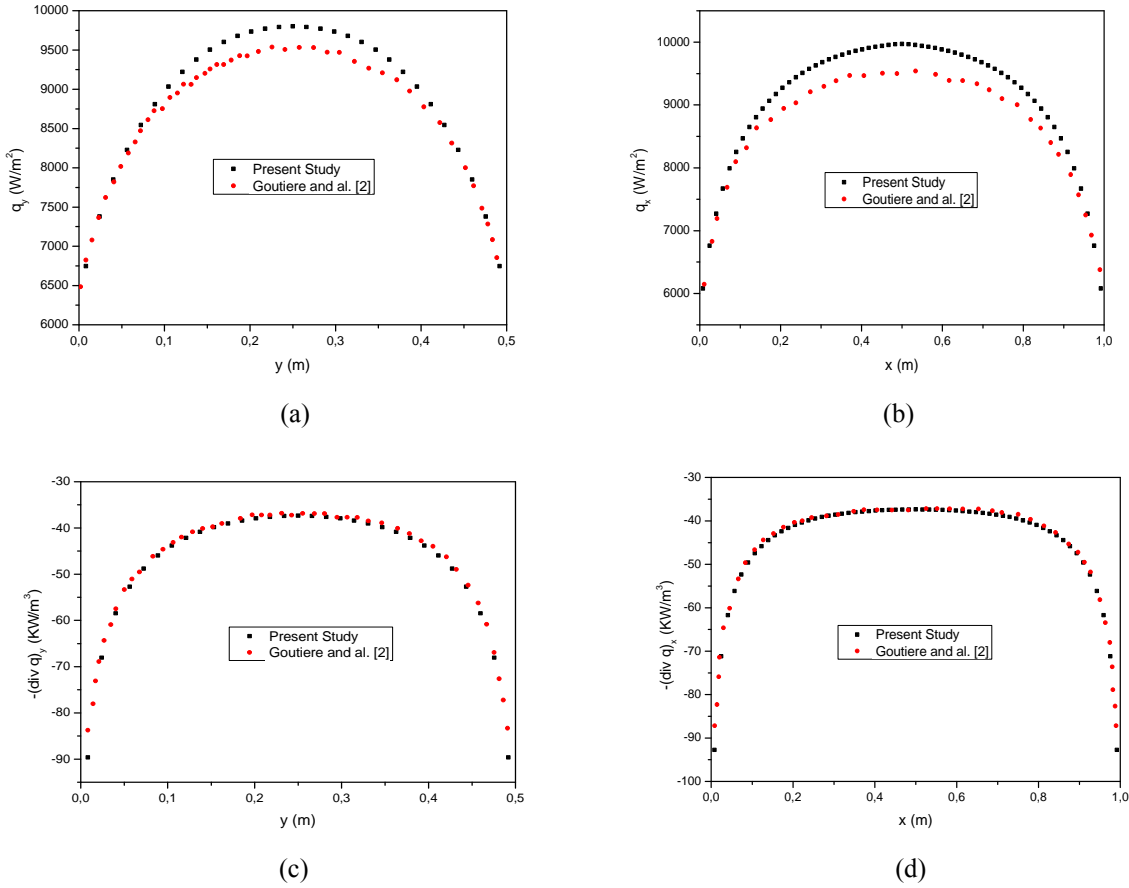 10000
9500
9000
8500
8000
7500
7000
6500
6000
q_y (W/m²)
Present Study
Goutiere and al. [2]
0,0 0,1 0,2 0,3 0,4 0,5
y (m)
(a)
10000
9000
8000
7000
6000
q_x (W/m²)
Present Study
Goutiere and al. [2]
0,0 0,2 0,4 0,6 0,8 1,0
x (m)
(b)
-30
-40
-50
-60
-70
-80
-90
-(div q)_y (KW/m³)
Present Study
Goutiere and al. [2]
0,0 0,1 0,2 0,3 0,4 0,5
y (m)
(c)
-30
-40
-50
-60
-70
-80
-90
-100
-(div q)_x (KW/m³)
Present Study
Goutiere and al. [2]
0,0 0,2 0,4 0,6 0,8 1,0
x (m)
(d)